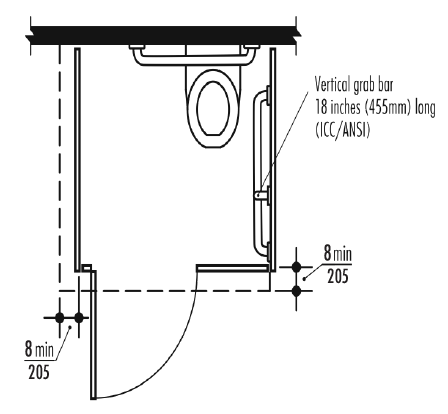 Vertical grab bar
18 inches (455mm) long
(ICC/ANSI)
8 min
205
8 min
205